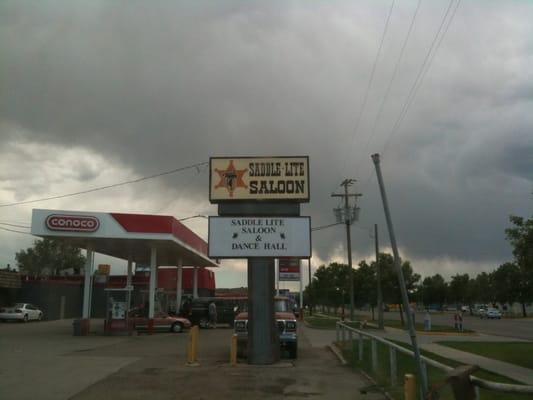 SADDLE-LITE
SALOON
SADDLE LITE
SALOON
&
DANCE HALL
CONOCO